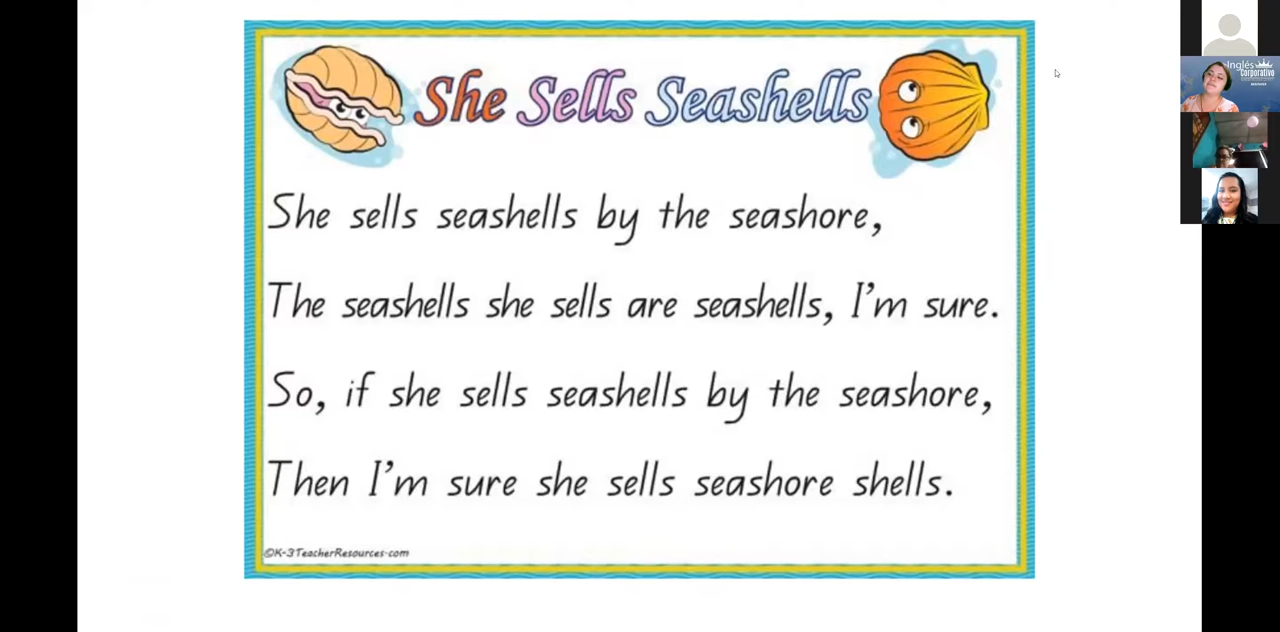 She Sells Seashells
She sells seashells by the seashore,
The seashells she sells are seashells, I'm sure.
So, if she sells seashells by the seashore,
Then I'm sure she sells seashore shells.
©K-3TeacherResources.com
Inglés
Corporativo